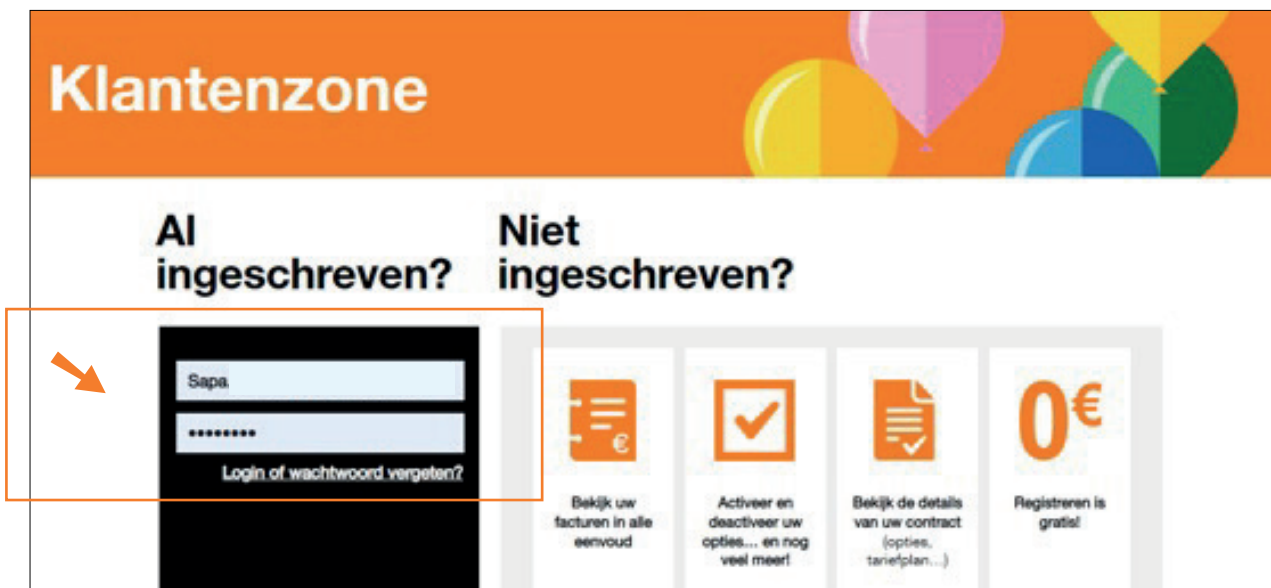 Klantenzone
Al
ingeschreven?
Niet
ingeschreven?
Sapa
••••••••
Login of wachtwoord vergeten?
€
Bekijk uw
facturen in alle
eenvoud
Activeer en
deactiveer uw
opties... en nog
veel meer!
Bekijk de details
van uw contract
(opties,
tariefplan...)
0€
Registreren is
gratis!